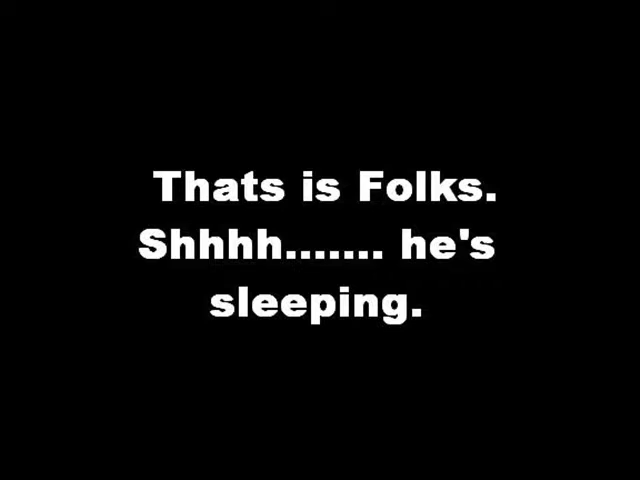 Thats is Folks.
Shhhh....... he's
sleeping.